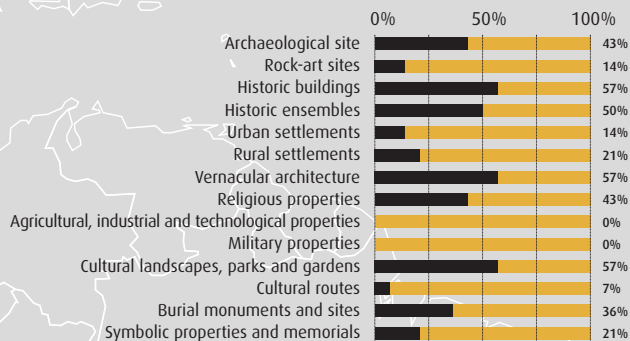 0% 50% 100%
Archaeological site 43%
Rock-art sites 14%
Historic buildings 57%
Historic ensembles 50%
Urban settlements 14%
Rural settlements 21%
Vernacular architecture 57%
Religious properties 43%
Agricultural, industrial and technological properties 0%
Military properties 0%
Cultural landscapes, parks and gardens 57%
Cultural routes 7%
Burial monuments and sites 36%
Symbolic properties and memorials 21%